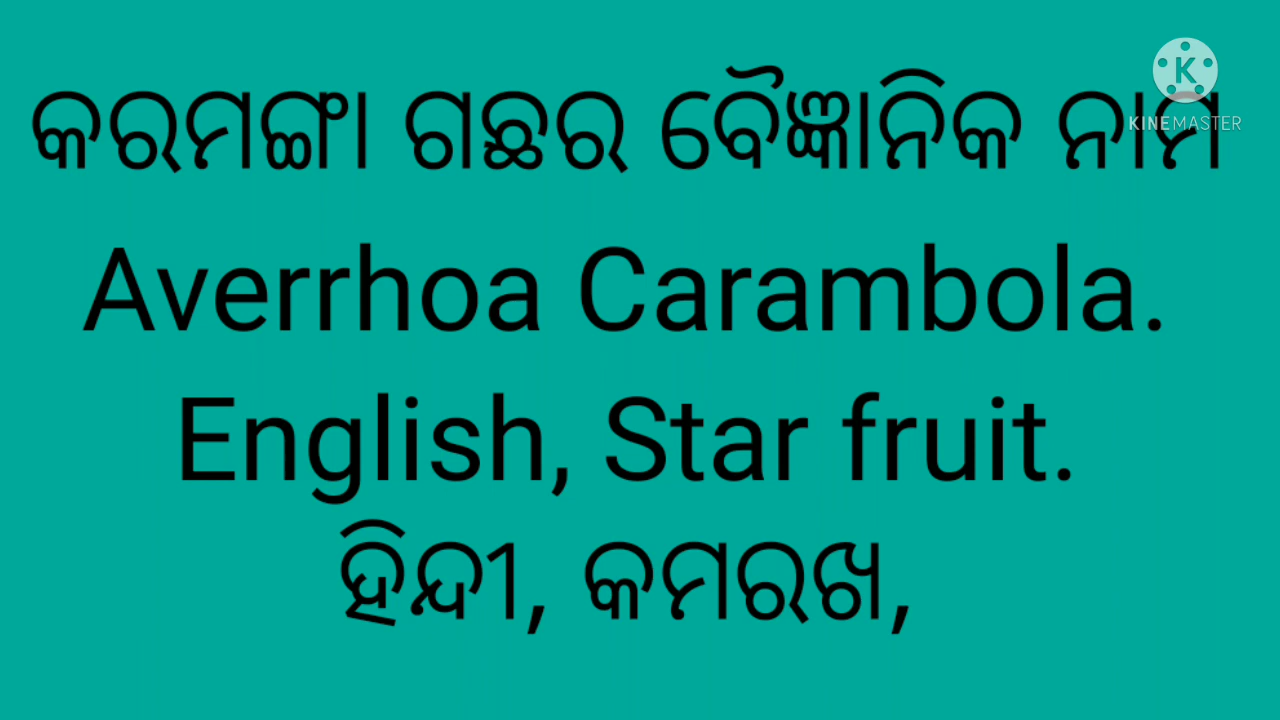 କରମଙ୍ଗା ଗଛର ବୈଜ୍ଞାନିକ ନାମ
KINEMASTER
Averrhoa Carambola.
English, Star fruit.
ହିନ୍ଦୀ, କମରଖ,